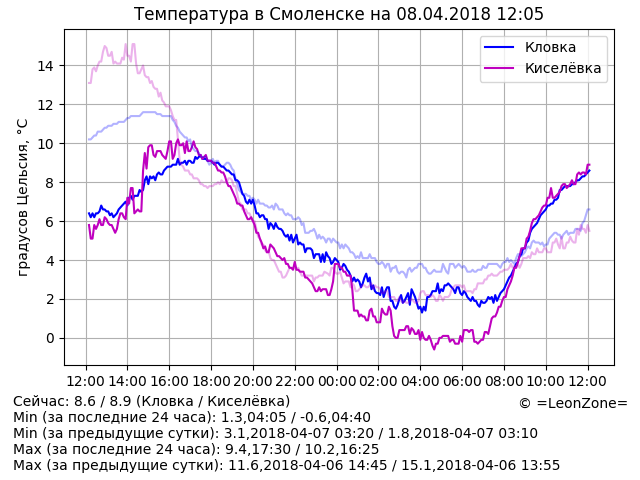 Температура в Смоленске на 08.04.2018 12:05
Кловка
Киселёвка
градусов Цельсия, °C
14
12
10
8
6
4
2
0
12:00 14:00 16:00 18:00 20:00 22:00 00:00 02:00 04:00 06:00 08:00 10:00 12:00
Сейчас: 8.6 / 8.9 (Кловка / Киселёвка)
© =LeonZone=
Min (за последние 24 часа): 1.3,04:05 / -0.6,04:40
Min (за предыдущие сутки): 3.1,2018-04-07 03:20 / 1.8,2018-04-07 03:10
Max (за последние 24 часа): 9.4,17:30 / 10.2,16:25
Max (за предыдущие сутки): 11.6,2018-04-06 14:45 / 15.1,2018-04-06 13:55